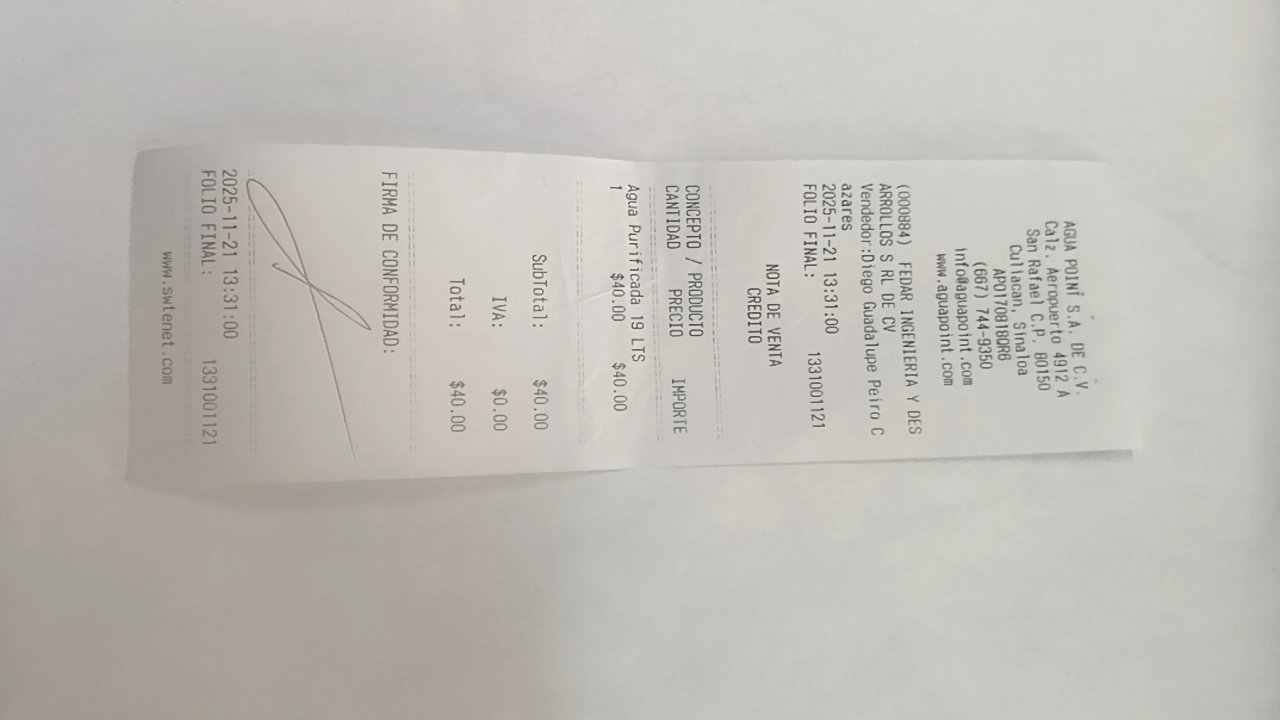 AGUA POINT S.A. DE C.V.
Calz. Aeropuerto 4912 A
San Rafael C.P. 80150
Culiacan, Sinaloa
APO170818QR6
(667) 744-9350
info@aguapoint.com
www.aguapoint.com
(000884) FEDAR INGENIERIA Y DES
ARROLLOS S RL DE CV
Vendedor:Diego Guadalupe Peiro C
azares
2025-11-21 13:31:00
FOLIO FINAL: 1331001121
NOTA DE VENTA
CREDITO
CONCEPTO / PRODUCTO
CANTIDAD PRECIO IMPORTE
Agua Purificada 19 LTS
1 $40.00 $40.00
SubTotal: $40.00
IVA: $0.00
Total: $40.00
FIRMA DE CONFORMIDAD:
2025-11-21 13:31:00
FOLIO FINAL: 1331001121
www.swtenet.com